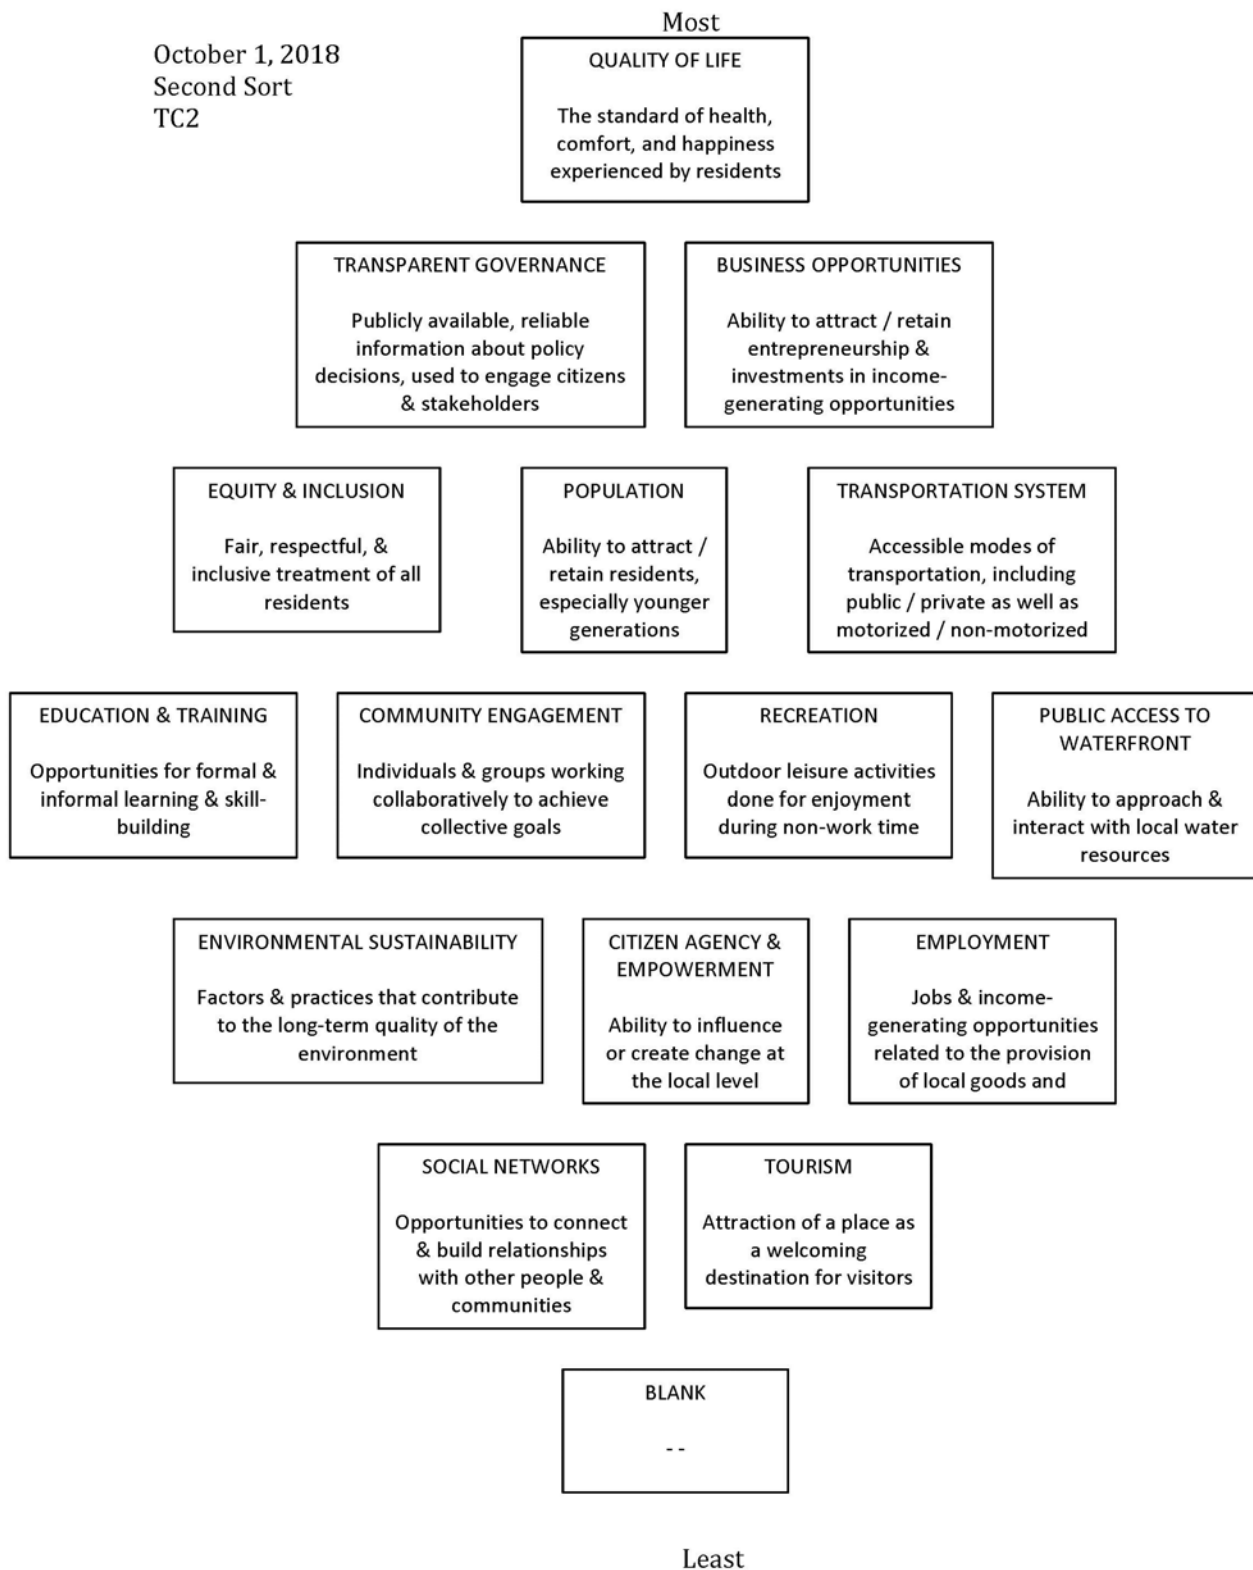 Most
October 1, 2018
Second Sort
TC2
QUALITY OF LIFE
The standard of health,
comfort, and happiness
experienced by residents
TRANSPARENT GOVERNANCE
Publicly available, reliable
information about policy
decisions, used to engage citizens
& stakeholders
BUSINESS OPPORTUNITIES
Ability to attract / retain
entrepreneurship &
investments in income-
generating opportunities
EQUITY & INCLUSION
Fair, respectful, &
inclusive treatment of all
residents
POPULATION
Ability to attract /
retain residents,
especially younger
generations
TRANSPORTATION SYSTEM
Accessible modes of
transportation, including
public / private as well as
motorized / non-motorized
EDUCATION & TRAINING
Opportunities for formal &
informal learning & skill-
building
COMMUNITY ENGAGEMENT
Individuals & groups working
collaboratively to achieve
collective goals
RECREATION
Outdoor leisure activities
done for enjoyment
during non-work time
PUBLIC ACCESS TO
WATERFRONT
Ability to approach &
interact with local water
resources
ENVIRONMENTAL SUSTAINABILITY
Factors & practices that contribute
to the long-term quality of the
environment
CITIZEN AGENCY &
EMPOWERMENT
Ability to influence
or create change at
the local level
EMPLOYMENT
Jobs & income-
generating opportunities
related to the provision
of local goods and
SOCIAL NETWORKS
Opportunities to connect
& build relationships
with other people &
communities
TOURISM
Attraction of a place as
a welcoming
destination for visitors
BLANK
- -
Least